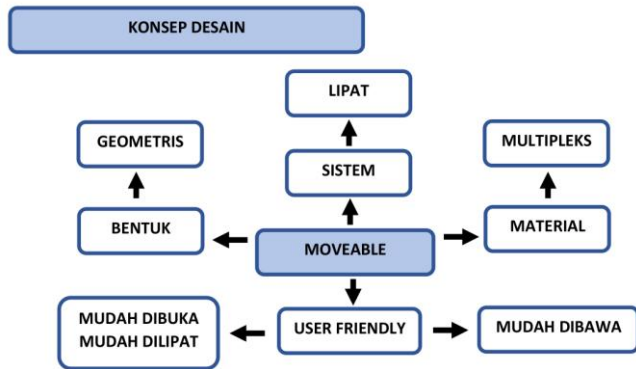 KONSEP DESAIN
LIPAT
GEOMETRIS
MULTIPLEKS
SISTEM
BENTUK
MATERIAL
MOVEABLE
MUDAH DIBUKA
MUDAH DILIPAT
USER FRIENDLY
MUDAH DIBAWA